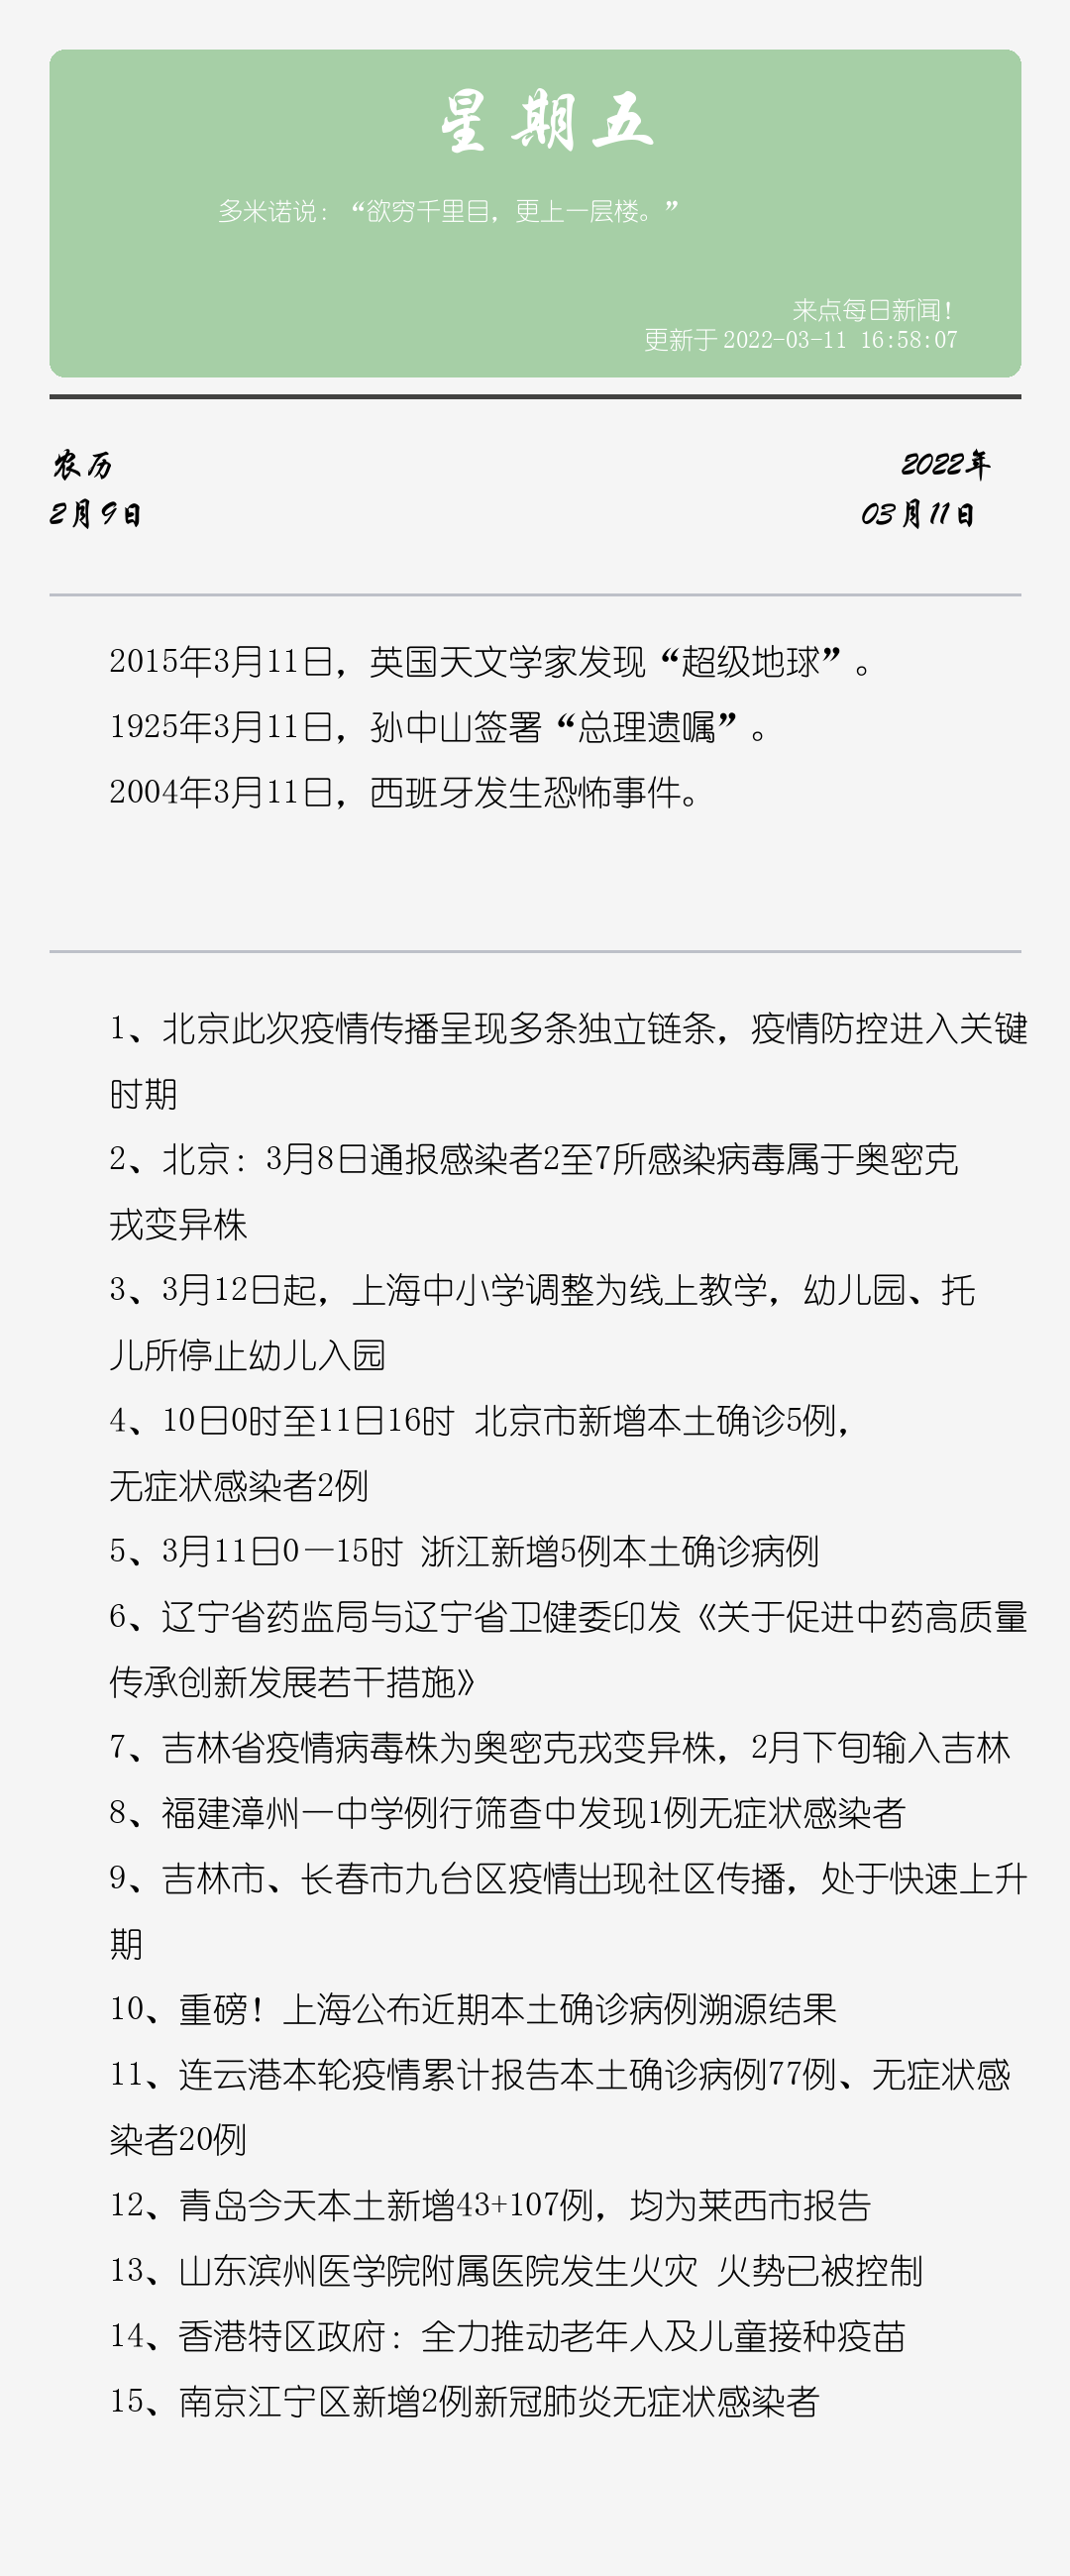 星期五
多米诺说：“欲穷千里目，更上一层楼。”
来点每日新闻！
更新于2022-03-11 16:58:07
农历
2月9日
2022年
03月11日
2015年3月11日，英国天文学家发现“超级地球”。
1925年3月11日，孙中山签署“总理遗嘱”。
2004年3月11日，西班牙发生恐怖事件。
1、北京此次疫情传播呈现多条独立链条，疫情防控进入关键
时期
2、北京：3月8日通报感染者2至7所感染病毒属于奥密克
戎变异株
3、3月12日起，上海中小学调整为线上教学，幼儿园、托
儿所停止幼儿入园
4、10日0时至11日16时 北京市新增本土确诊5例，
无症状感染者2例
5、3月11日0—15时 浙江新增5例本土确诊病例
6、辽宁省药监局与辽宁省卫健委印发《关于促进中药高质量
传承创新发展若干措施》
7、吉林省疫情病毒株为奥密克戎变异株，2月下旬输入吉林
8、福建漳州一中学例行筛查中发现1例无症状感染者
9、吉林市、长春市九台区疫情出现社区传播，处于快速上升
期
10、重磅！上海公布近期本土确诊病例溯源结果
11、连云港本轮疫情累计报告本土确诊病例77例、无症状感
染者20例
12、青岛今天本土新增43+107例，均为莱西市报告
13、山东滨州医学院附属医院发生火灾 火势已被控制
14、香港特区政府：全力推动老年人及儿童接种疫苗
15、南京江宁区新增2例新冠肺炎无症状感染者